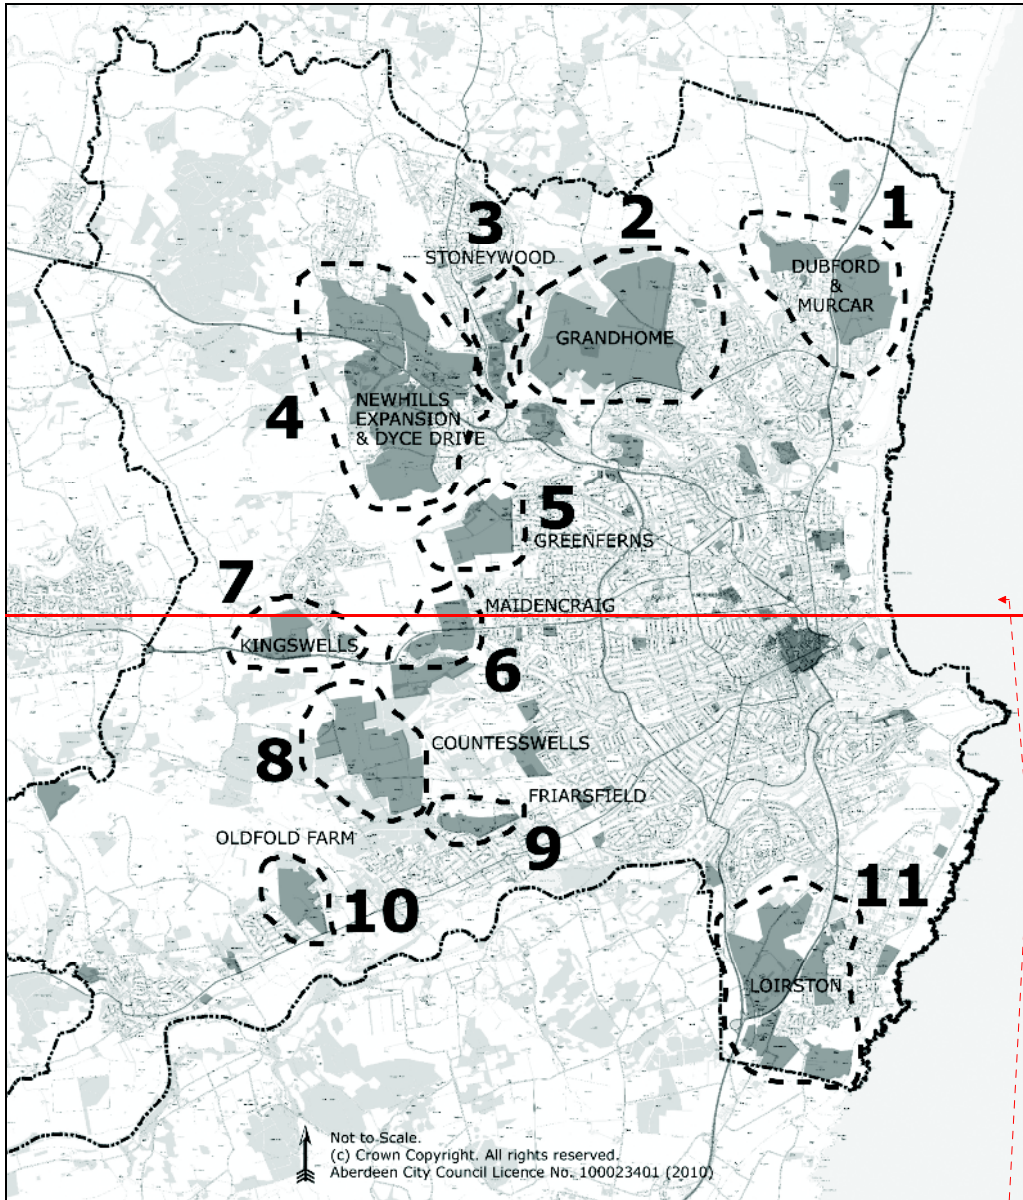 1
2
3
STONEYWOOD
DUBFORD
&
MURCAR
GRANDHOME
4
NEWHILLS
EXPANSION
& DYCE DRIVE
5
GREENFERNS
7
MAIDENCRAIG
KINGSWELLS
6
8
COUNTESSWELLS
FRIARSFIELD
OLDFOLD FARM
9
10
11
LOIRSTON
Not to Scale.
(c) Crown Copyright. All rights reserved.
Aberdeen City Council Licence No. 100023401 (2010)